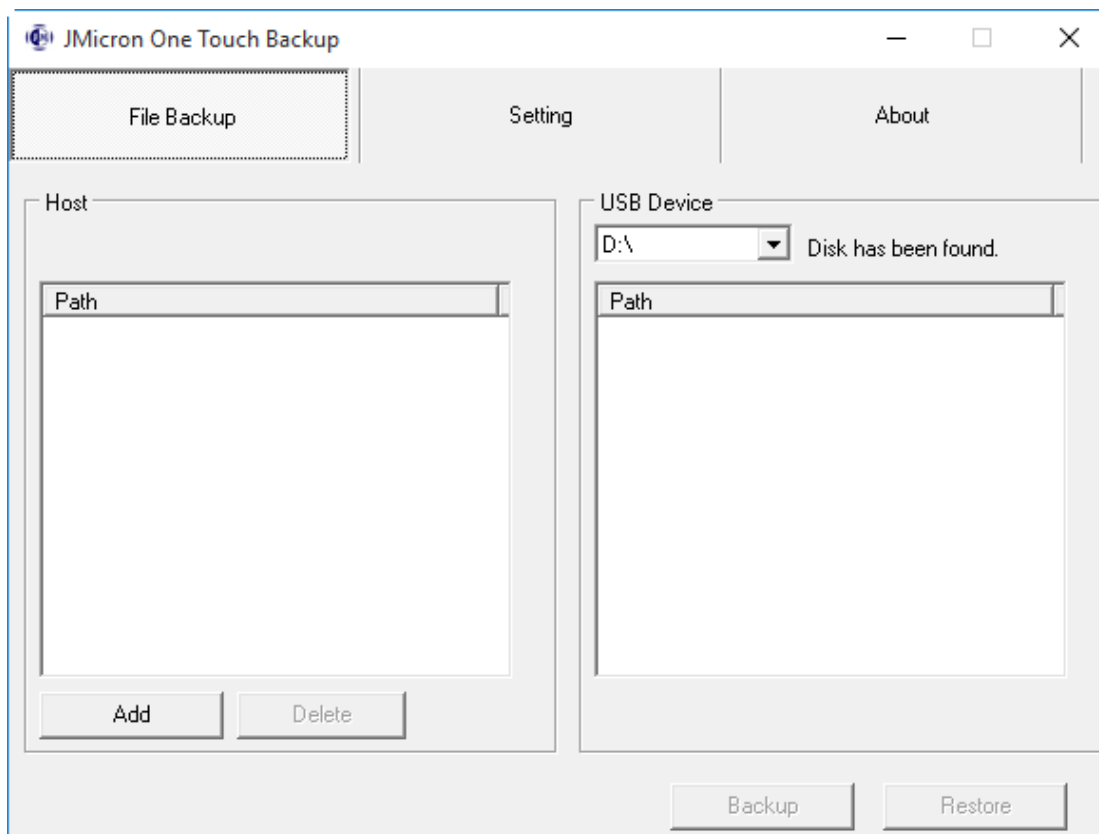 JMicron One Touch Backup
File Backup
Setting
About
Host
USB Device
D:\
Disk has been found.
Path
Path
Add
Delete
Backup
Restore